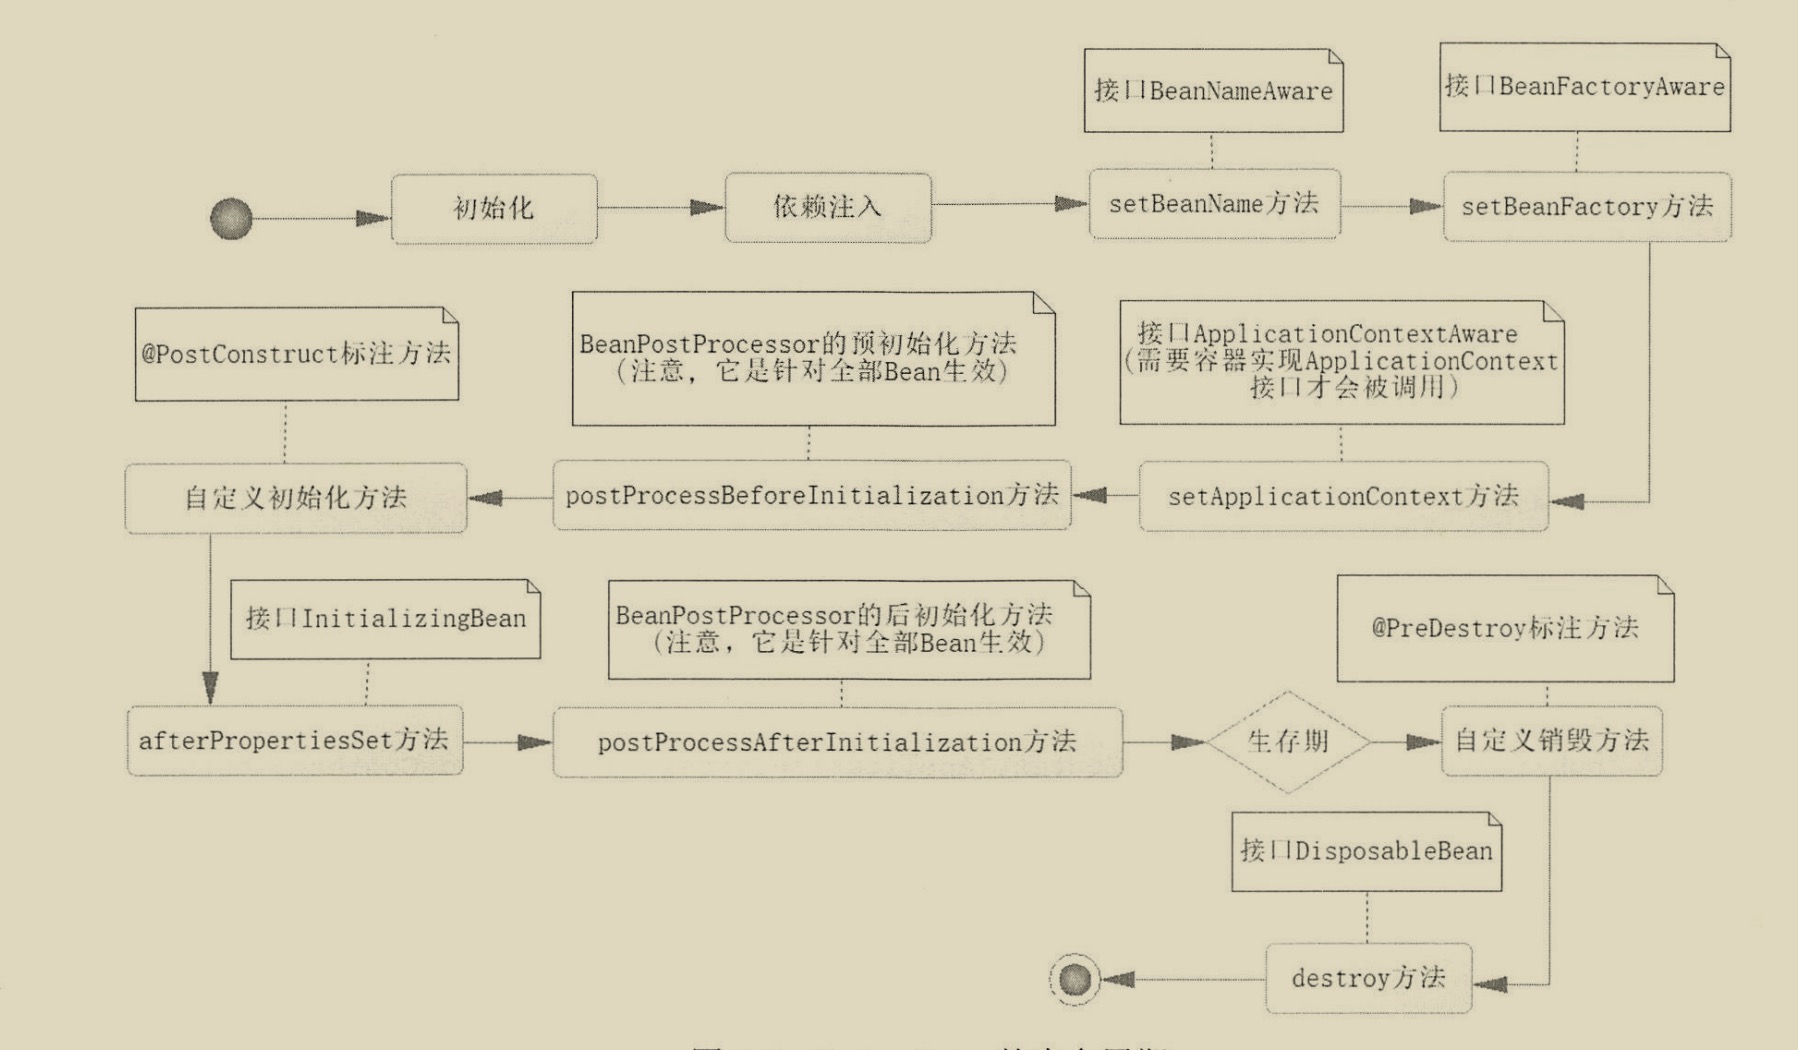 接口BeanNameAware
接口BeanFactoryAware
初始化
依赖注入
setBeanName方法
setBeanFactory方法
@PostConstruct标注方法
BeanPostProcessor的预初始化方法
（注意，它是针对全部Bean生效）
接口ApplicationContextAware
（需要容器实现ApplicationContext
接口才会被调用）
自定义初始化方法
postProcessBeforeInitialization方法
setApplicationContext方法
接口InitializingBean
BeanPostProcessor的后初始化方法
（注意，它是针对全部Bean生效）
@PreDestroy标注方法
afterPropertiesSet方法
postProcessAfterInitialization方法
生存期
自定义销毁方法
接口DisposableBean
destroy方法